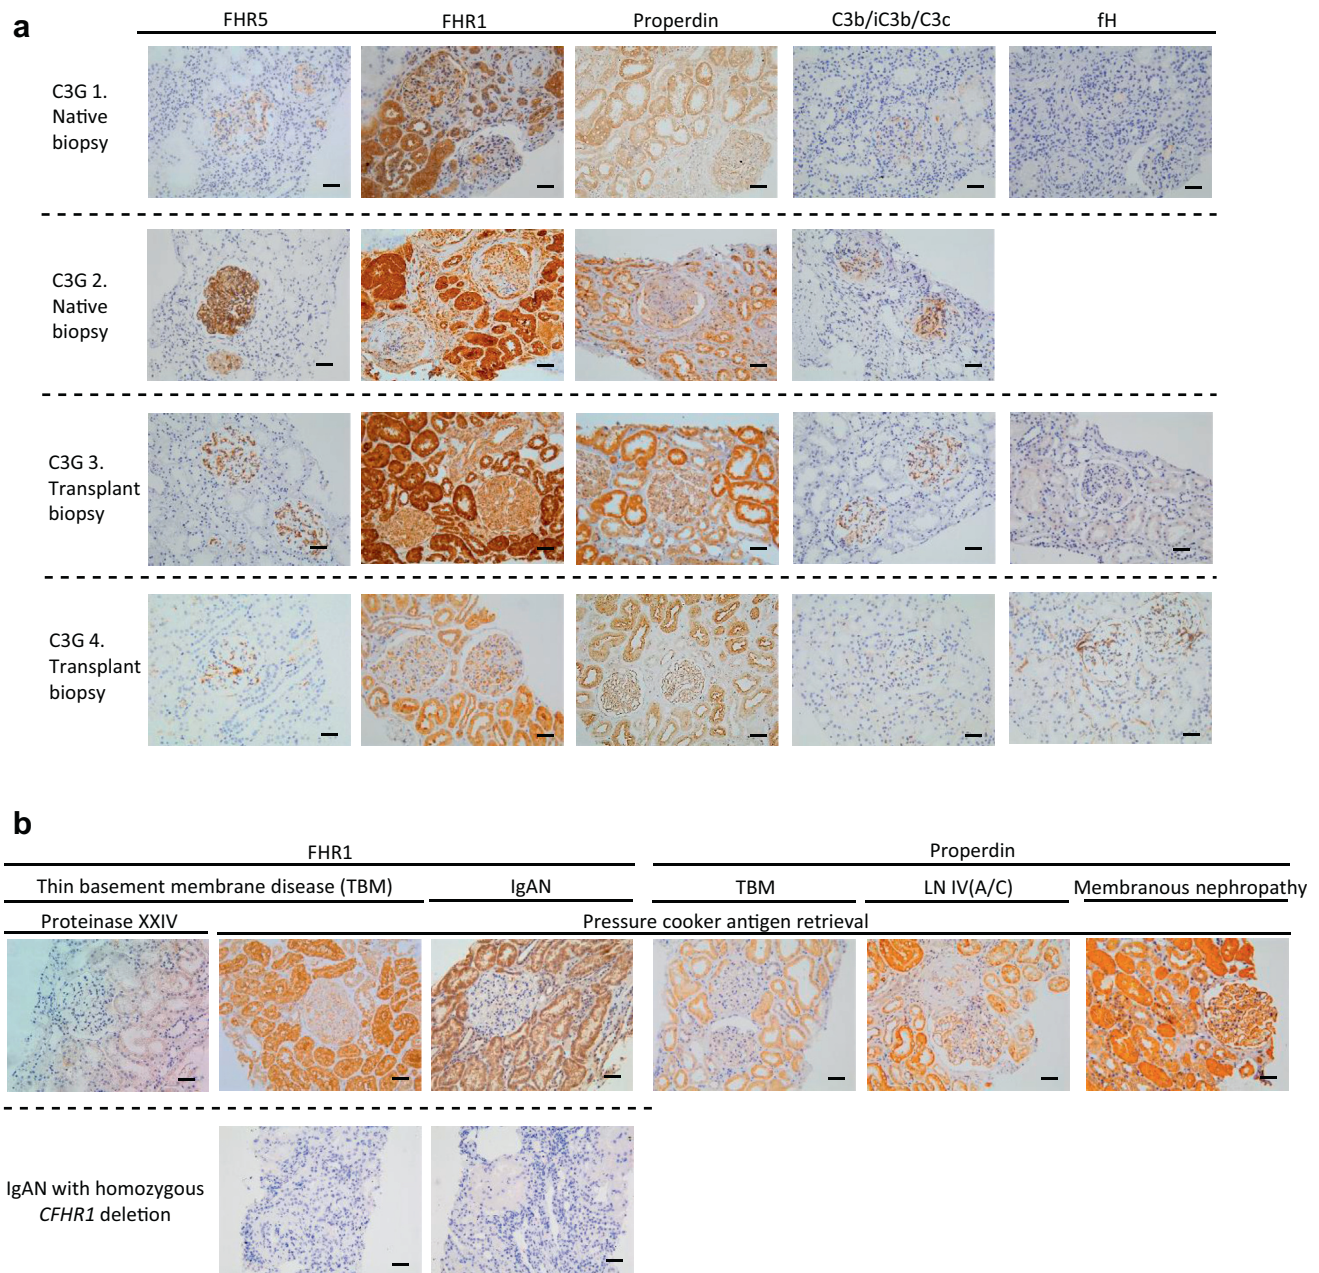 a
FHR5 FHR1 Properdin C3b/iC3b/C3c fH
C3G 1.
Native
biopsy
C3G 2.
Native
biopsy
C3G 3.
Transplant
biopsy
C3G 4.
Transplant
biopsy
b
FHR1 Properdin
Thin basement membrane disease (TBM) IgAN TBM LN IV(A/C) Membranous nephropathy
Proteinase XXIV Pressure cooker antigen retrieval
IgAN with homozygous
CFHR1 deletion